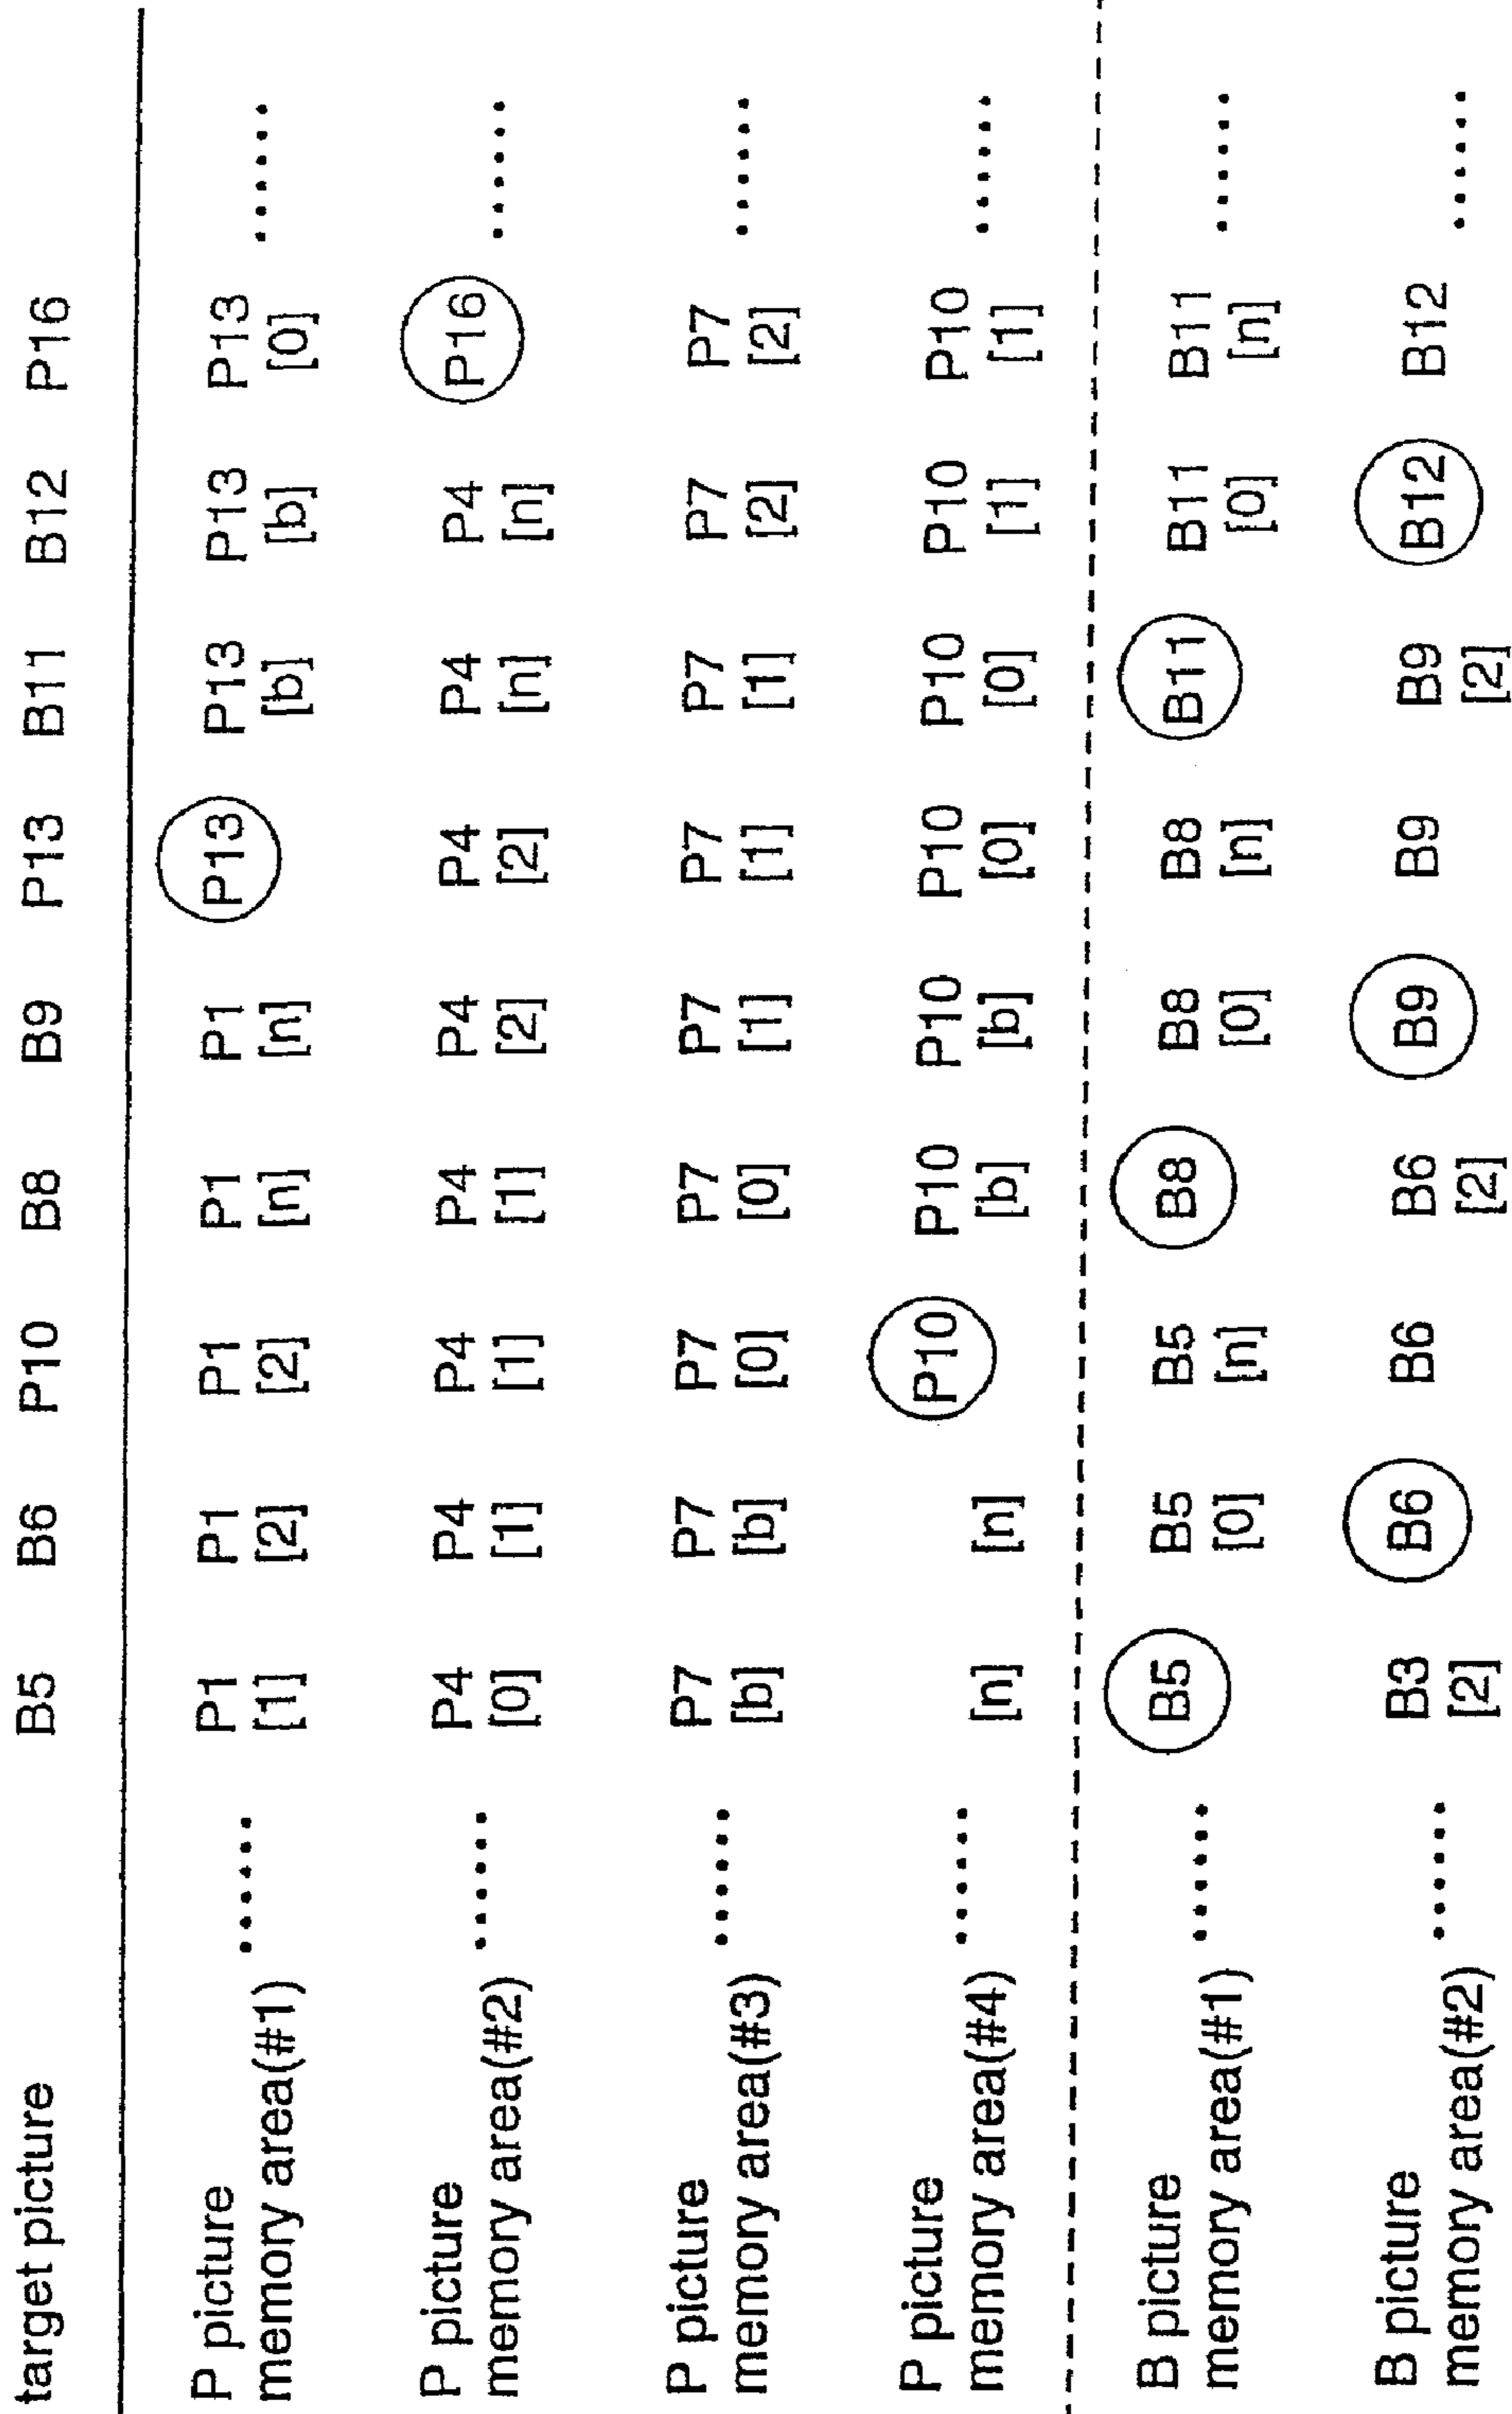 target picture B5 B6 P10 B8 B9 P13 B11 B12 P16
P picture P1 P1 P1 P1 P1 P13 P13 P13 P13
memory area(#1) ...... [1] [2] [2] [n] [n] [b] [b] [0] ......
P picture P4 P4 P4 P4 P4 P4 P4 P4 P16
memory area(#2) ...... [0] [1] [1] [1] [2] [2] [n] [n] ......
P picture P7 P7 P7 P7 P7 P7 P7 P7 P7
memory area(#3) ...... [b] [b] [0] [0] [1] [1] [1] [2] [2] ......
P picture P10 P10 P10 P10 P10 P10 P10
memory area(#4) ...... [n] [n] [b] [b] [0] [0] [1] [1] ......
B picture B5 B5 B5 B8 B8 B8 B11 B11 B11
memory area(#1) ...... [0] [n] [0] [n] [0] [n] ......
B picture B3 B6 B6 B6 B9 B9 B9 B12 B12
memory area(#2) ...... [2] [2] [2] ......